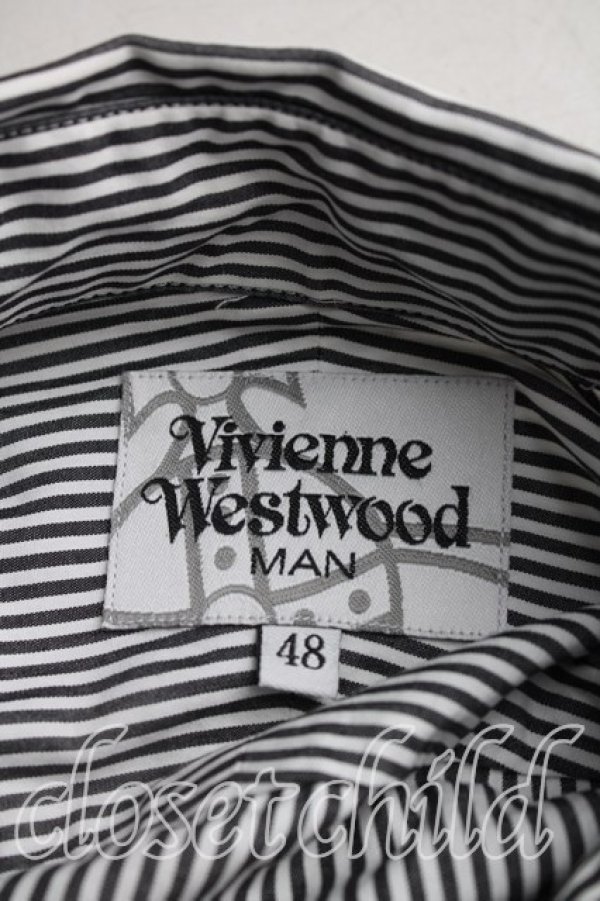 Vivienne
Westwood
MAN
48
closet child